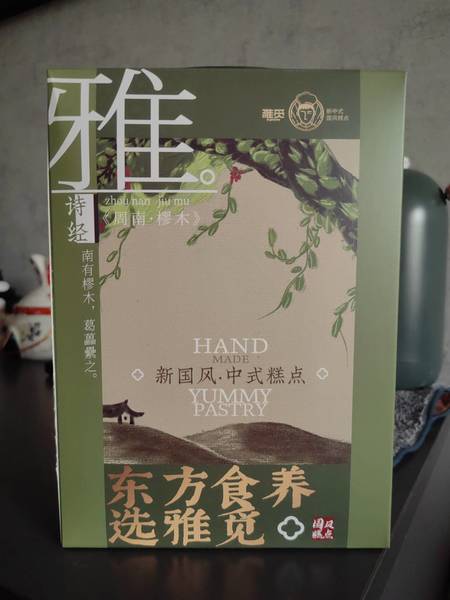 雅。
雅觅
新中式
国风糕点
诗经
zhou nan · jiu mu
《周南·樛木》
南有樛木，葛藟纍之。
HAND
MADE
新国风·中式糕点
YUMMY
PASTRY
东方食养
选雅觅
国风
糕点